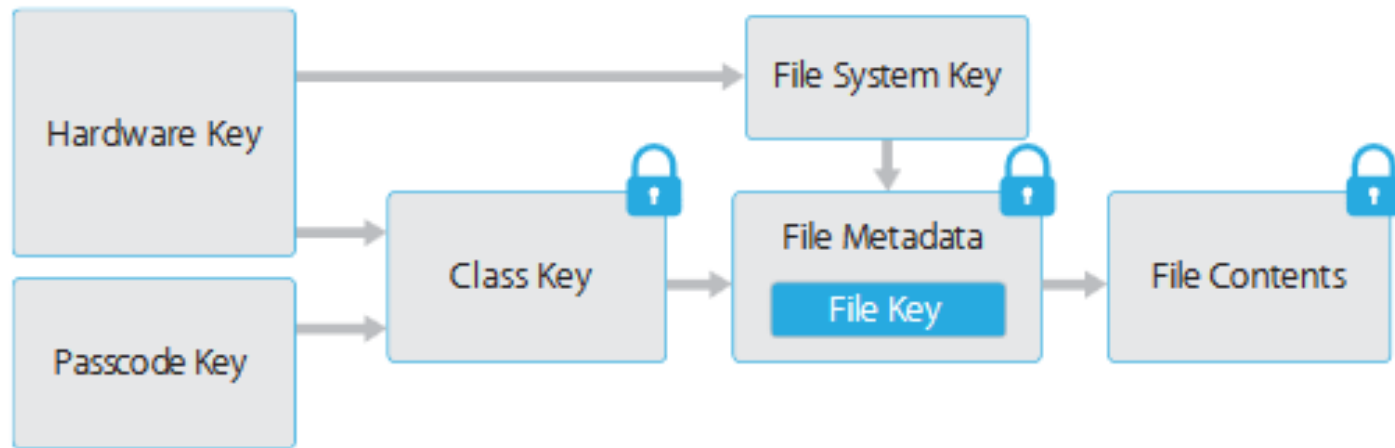 Hardware Key
File System Key
File Metadata
Class Key
File Key
File Contents
Passcode Key